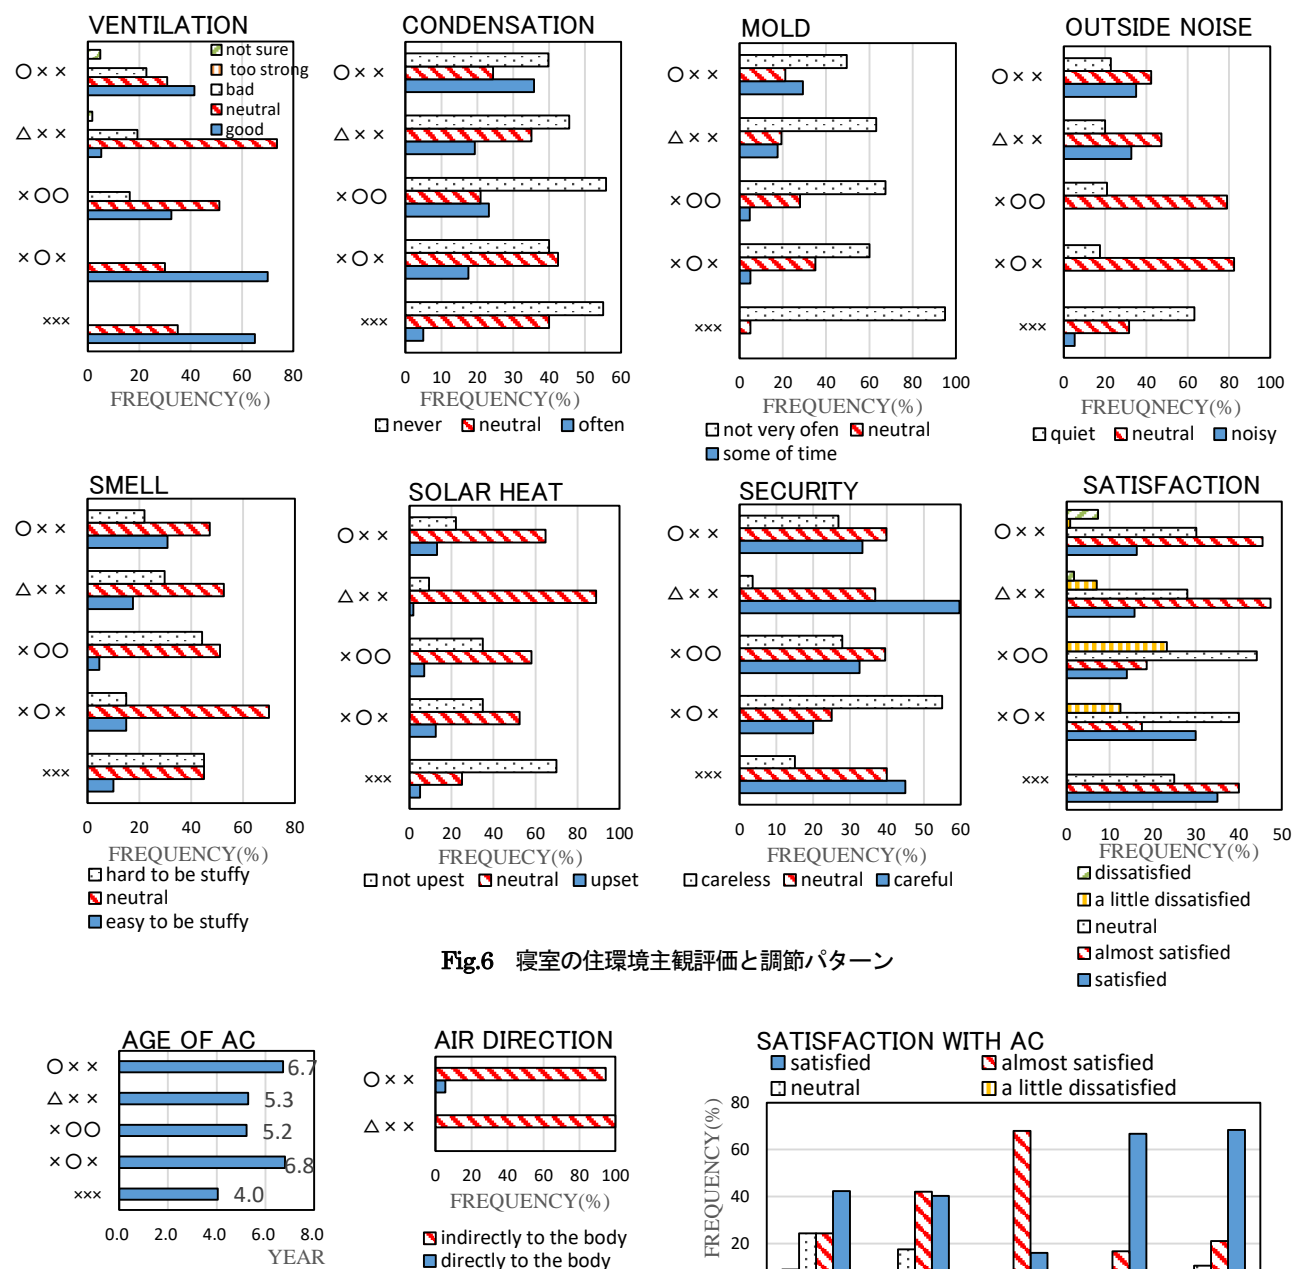 VENTILATION
not sure
too strong
bad
neutral
good
○××
△××
×○○
×○×
×××
0 20 40 60 80
FREQUENCY(%)
CONDENSATION
○××
△××
×○○
×○×
×××
0 10 20 30 40 50 60
FREQUENCY(%)
never neutral often
MOLD
○××
△××
×○○
×○×
×××
0 20 40 60 80 100
FREQUENCY(%)
not very ofen neutral
some of time
OUTSIDE NOISE
○××
△××
×○○
×○×
×××
0 20 40 60 80 100
FREUQNECY(%)
quiet neutral noisy
SMELL
○××
△××
×○○
×○×
×××
0 20 40 60 80
FREQUENCY(%)
hard to be stuffy
neutral
easy to be stuffy
SOLAR HEAT
○××
△××
×○○
×○×
×××
0 20 40 60 80 100
FREQUECY(%)
not upest neutral upset
SECURITY
○××
△××
×○○
×○×
×××
0 10 20 30 40 50 60
FREQUENCY(%)
careless neutral careful
SATISFACTION
○××
△××
×○○
×○×
×××
0 10 20 30 40 50
FREQUENCY(%)
dissatisfied
a little dissatisfied
neutral
almost satisfied
satisfied
Fig.6 寝室の住環境主観評価と調節パターン
AGE OF AC
○×× 6.7
△×× 5.3
×○○ 5.2
×○× 6.8
××× 4.0
0.0 2.0 4.0 6.0 8.0
YEAR
AIR DIRECTION
○××
△××
0 20 40 60 80 100
FREQUENCY(%)
indirectly to the body
directly to the body
SATISFACTION WITH AC
satisfied almost satisfied
neutral a little dissatisfied
FREQUENCY(%)
80
60
40
20